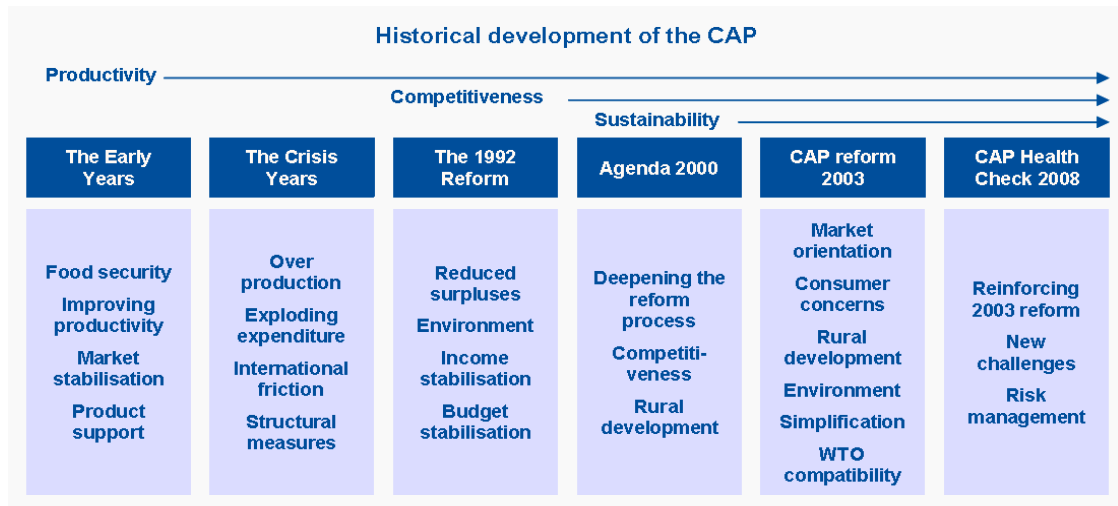 Historical development of the CAP
Productivity
Competitiveness
Sustainability
The Early
Years
The Crisis
Years
The 1992
Reform
Agenda 2000
CAP reform
2003
CAP Health
Check 2008
Food security
Improving
productivity
Market
stabilisation
Product
support
Over
production
Exploding
expenditure
International
friction
Structural
measures
Reduced
surpluses
Environment
Income
stabilisation
Budget
stabilisation
Deepening the
reform
process
Competiti-
veness
Rural
development
Market
orientation
Consumer
concerns
Rural
development
Environment
Simplification
WTO
compatibility
Reinforcing
2003 reform
New
challenges
Risk
management